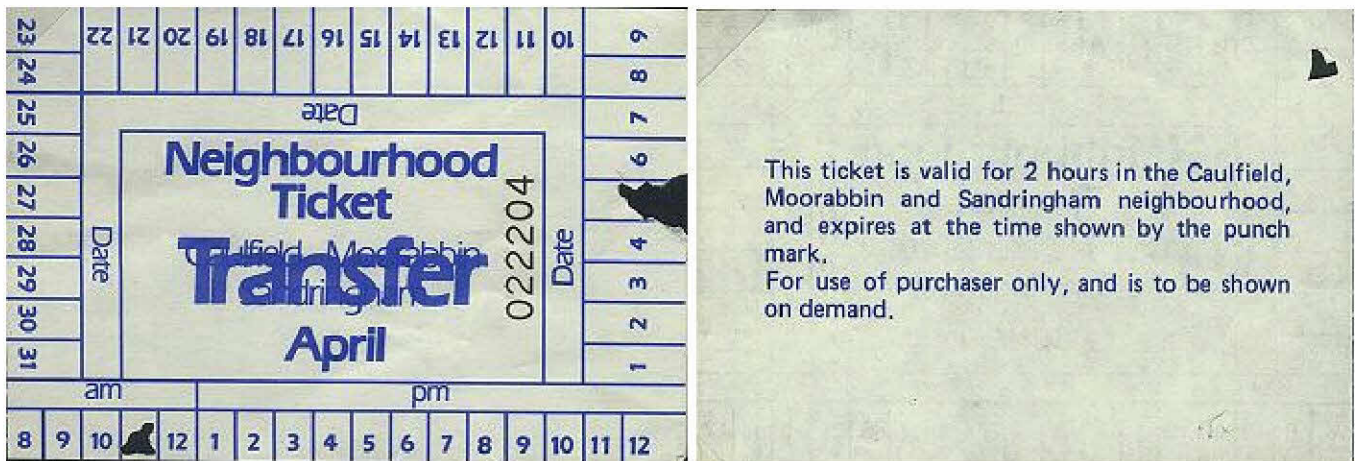 23 22 21 20 19 18 17 16 15 14 13 12 11 10 9
24 8
25 Date 7
26 Neighbourhood 6
27 Ticket
28 Date Caulfield Moorabbin 022204 Date 4
Transfer
29 Sandringham 3
30 April 2
31 1
am pm
8 9 10 12 1 2 3 4 5 6 7 8 9 10 11 12
This ticket is valid for 2 hours in the Caulfield,
Moorabbin and Sandringham neighbourhood,
and expires at the time shown by the punch
mark.
For use of purchaser only, and is to be shown
on demand.